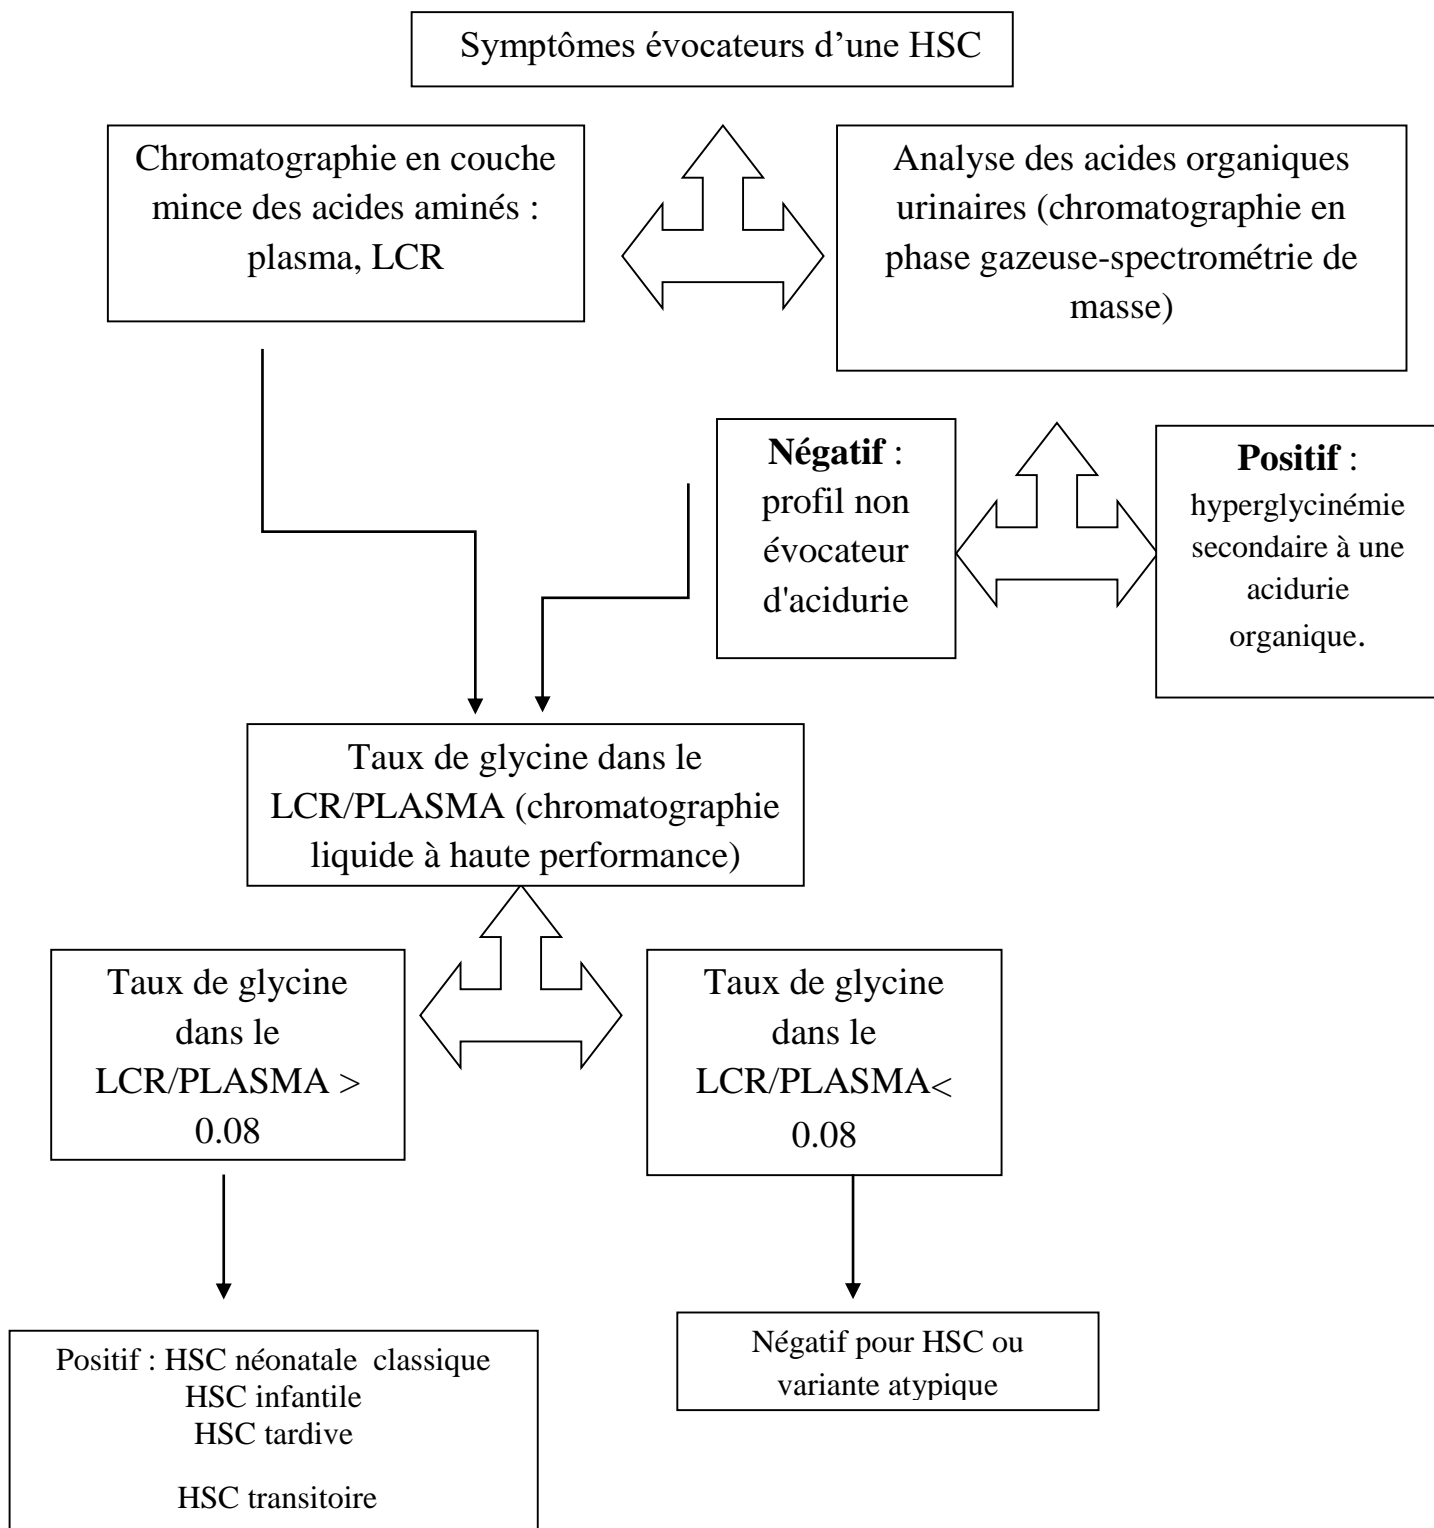 Symptômes évocateurs d’une HSC
Chromatographie en couche
mince des acides aminés :
plasma, LCR
Analyse des acides organiques
urinaires (chromatographie en
phase gazeuse-spectrométrie de
masse)
Négatif :
profil non
évocateur
d'acidurie
Positif :
hyperglycinémie
secondaire à une
acidurie
organique.
Taux de glycine dans le
LCR/PLASMA (chromatographie
liquide à haute performance)
Taux de glycine
dans le
LCR/PLASMA >
0.08
Taux de glycine
dans le
LCR/PLASMA<
0.08
Positif : HSC néonatale classique
HSC infantile
HSC tardive
HSC transitoire
Négatif pour HSC ou
variante atypique